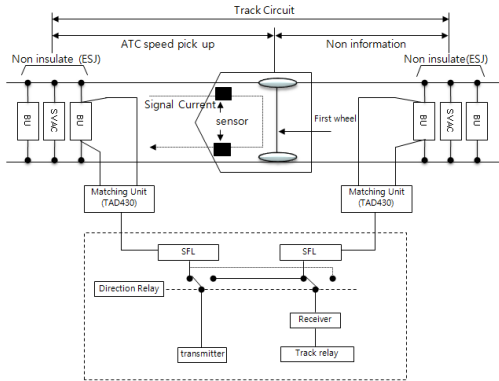 Track Circuit
ATC speed pick up
Non information
Non insulate (ESJ)
Non insulate(ESJ)
Signal Current
sensor
First wheel
BU
SVAC
BU
BU
SVAC
BU
Matching Unit
(TAD430)
Matching Unit
(TAD430)
SFL
SFL
Direction Relay
Receiver
transmitter
Track relay